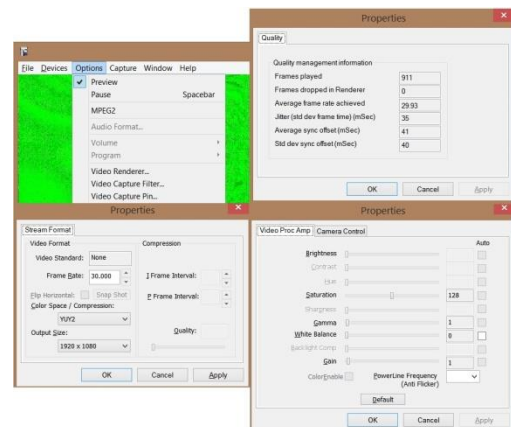 File Devices Options Capture Window Help
Preview
Pause Spacebar
MPEG2
Audio Format...
Volume
Program
Video Renderer...
Video Capture Filter...
Video Capture Pin...
Properties
Quality
Quality management information
Frames played 911
Frames dropped in Renderer 0
Average frame rate achieved 29.93
Jitter (std dev frame time) (mSec) 35
Average sync offset (mSec) 41
Std dev sync offset (mSec) 40
OK Cancel Apply
Properties
Stream Format
Video Format Compression
Video Standard: None
Frame Rate: 30.000 I Frame Interval:
Flip Horizontal: Snap Shot
P Frame Interval:
Color Space / Compression:
YUY2
Output Size: Quality:
1920 x 1080
OK Cancel Apply
Properties
Video Proc Amp Camera Control
Auto
Brightness
Contrast
Hue
Saturation 128
Sharpness
Gamma 1
White Balance 0
Backlight Comp
Gain 1
ColorEnable PowerLine Frequency
(Anti Flicker)
Default
OK Cancel Apply